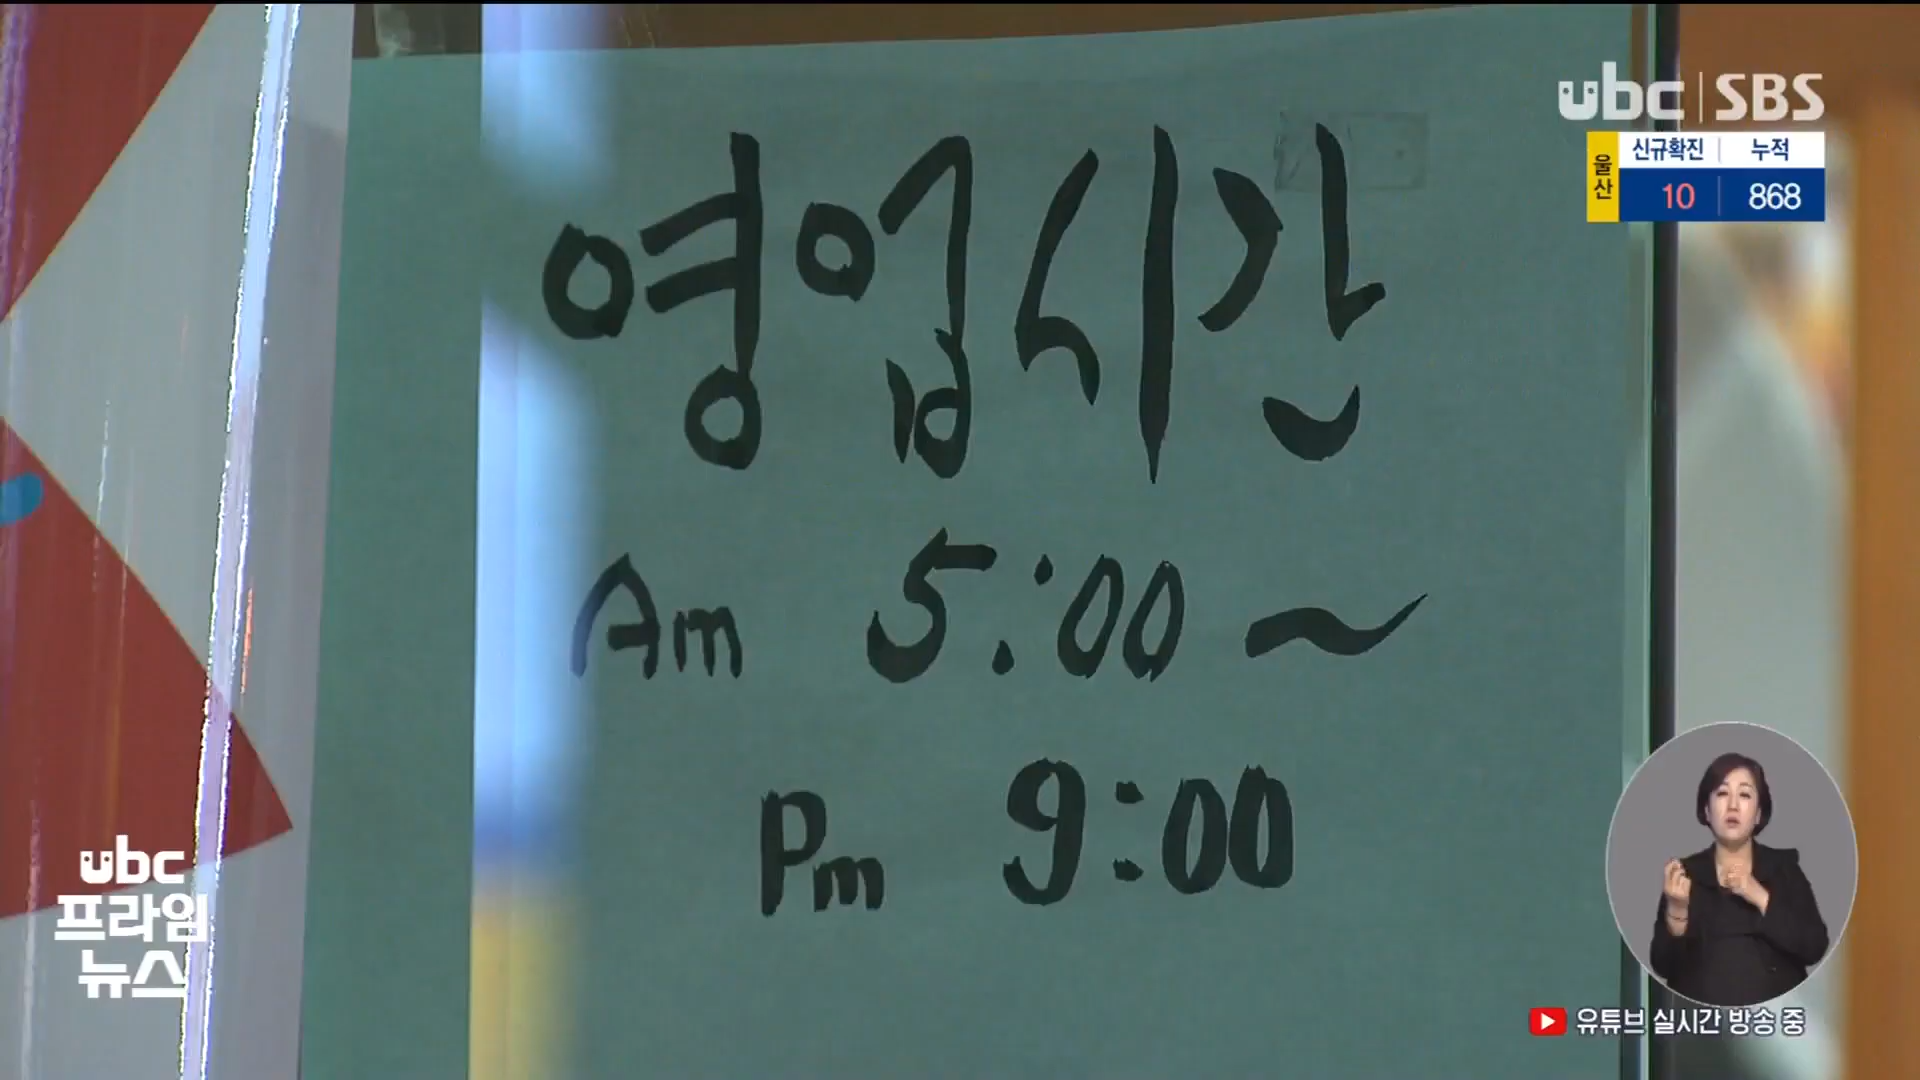 ubc | SBS
울산
신규확진 | 누적
10 | 868
영업시간
Am 5:00 ~
Pm 9:00
ubc
프라임
뉴스
유튜브 실시간 방송 중